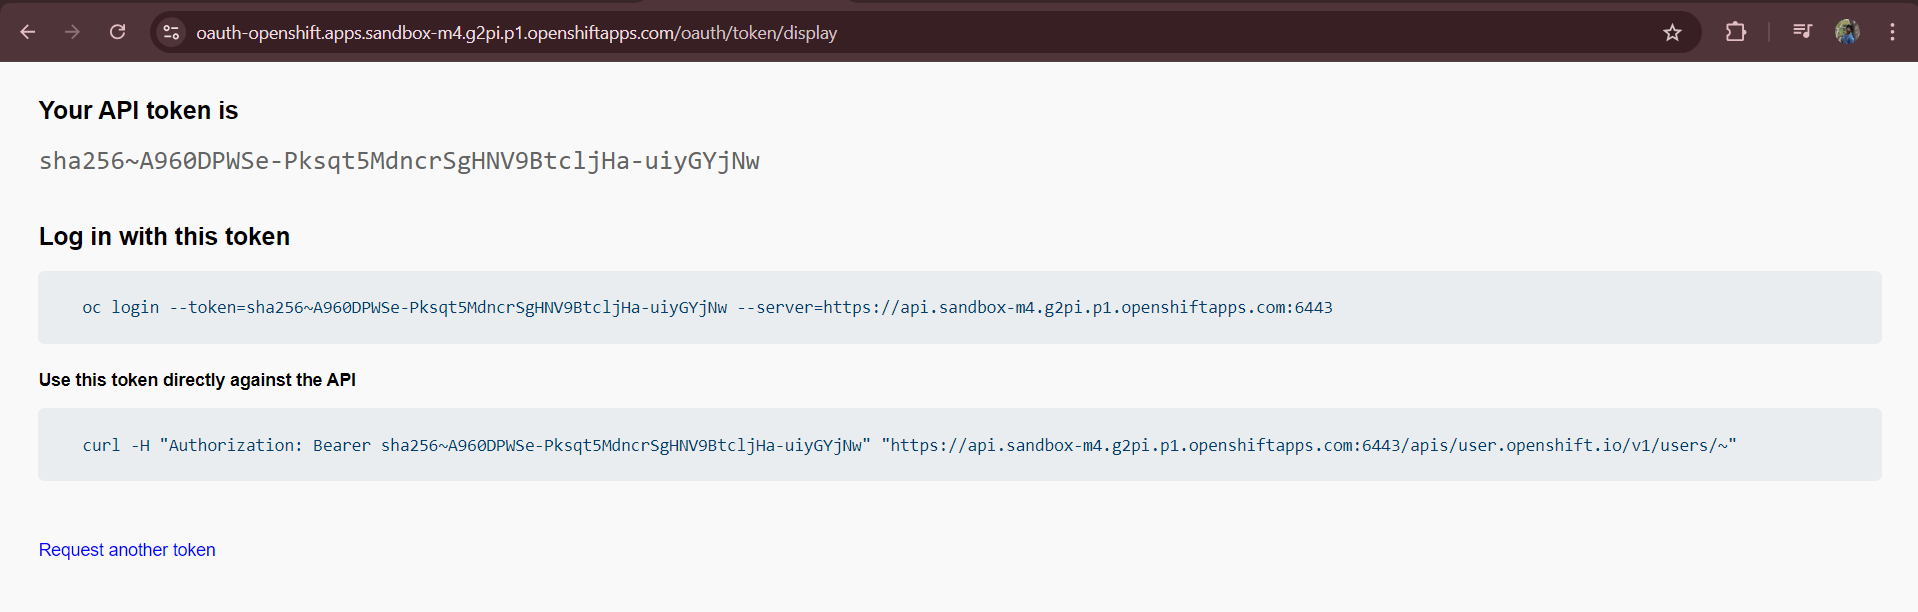 oauth-openshift.apps.sandbox-m4.g2pi.p1.openshiftapps.com/oauth/token/display
Your API token is
sha256~A960DPWSe-Pksqt5MdncrSgHNV9BtcljHa-uiyGYjNw
Log in with this token
oc login --token=sha256~A960DPWSe-Pksqt5MdncrSgHNV9BtcljHa-uiyGYjNw --server=https://api.sandbox-m4.g2pi.p1.openshiftapps.com:6443
Use this token directly against the API
curl -H "Authorization: Bearer sha256~A960DPWSe-Pksqt5MdncrSgHNV9BtcljHa-uiyGYjNw" "https://api.sandbox-m4.g2pi.p1.openshiftapps.com:6443/apis/user.openshift.io/v1/users/~"
Request another token